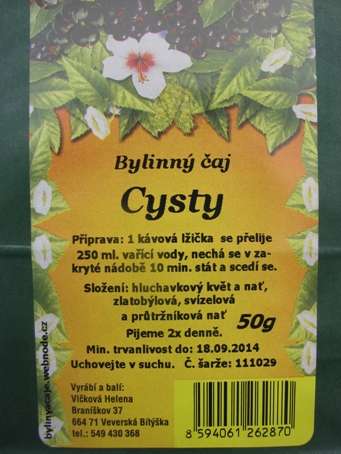 Bylinný čaj
Cysty
Příprava: 1 kávová lžička se přelije
250 ml. vařící vody, nechá se v za-
kryté nádobě 10 min. stát a scedí se.
Složení: hluchavkový květ a nať,
zlatobýlová, svízelová
a průtržníková nať
50g
Pijeme 2x denně.
Min. trvanlivost do: 18.09.2014
Uchovejte v suchu. Č. šarže: 111029
Vyrábí a balí:
Vlčková Helena
Braníškov 37
664 71 Veverská Bítýška
tel.: 549 430 368
8 594061 262870
bylinyacaje.webnode.cz